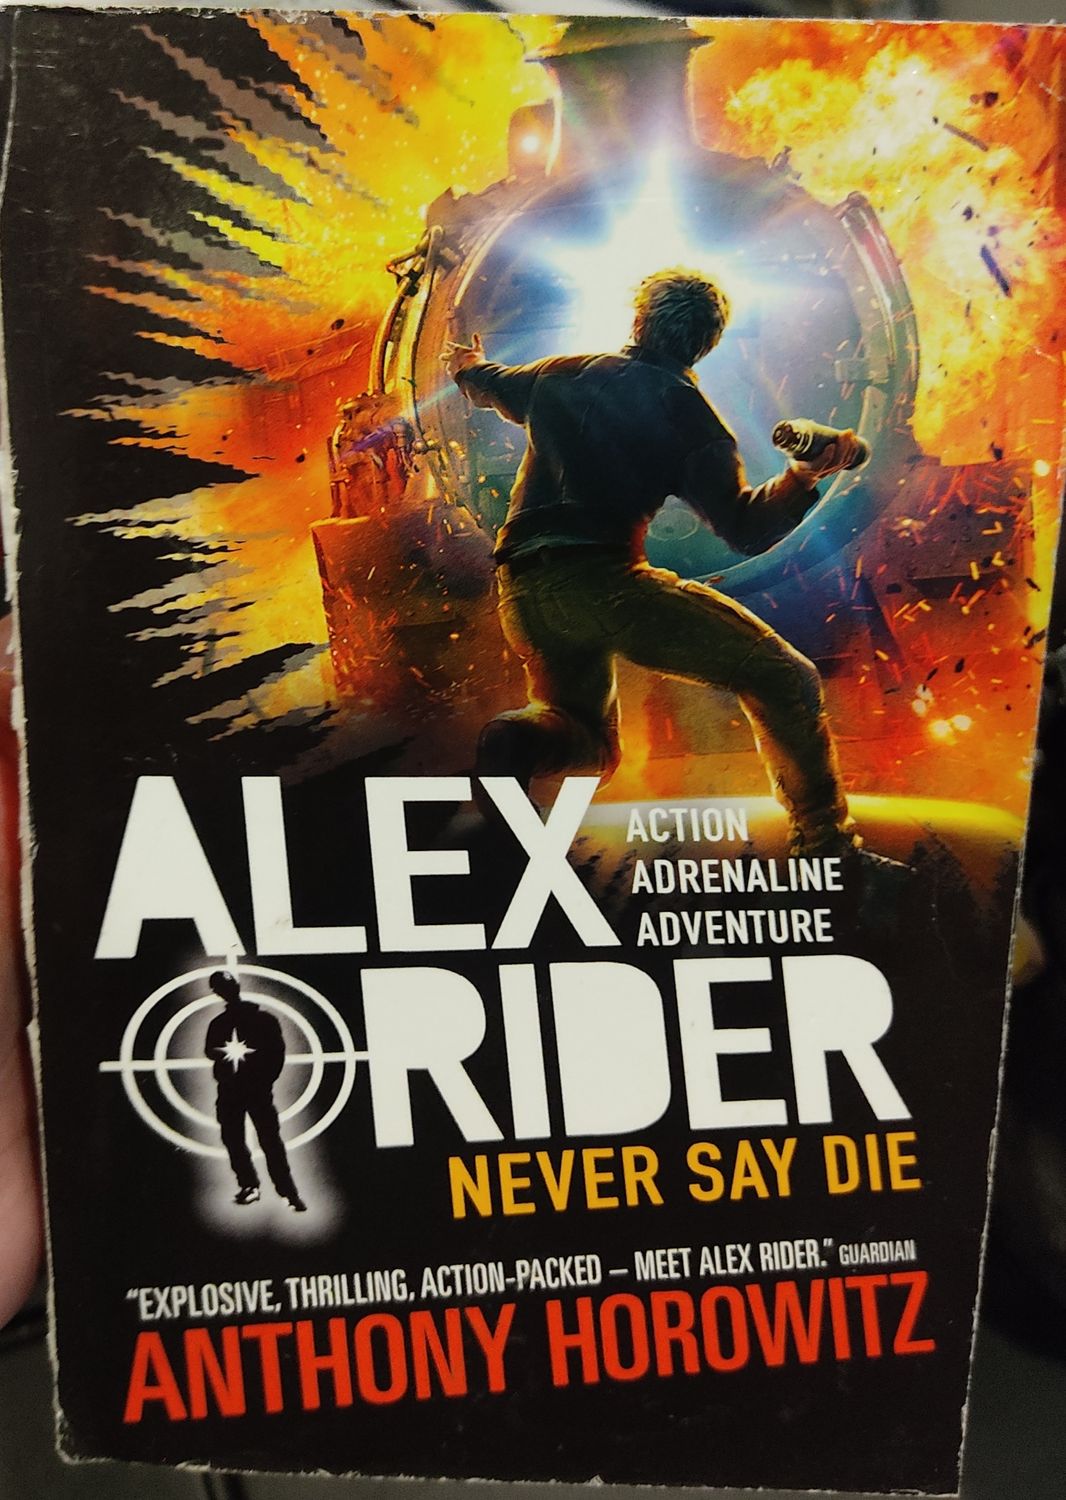 ALEX
ACTION
ADRENALINE
ADVENTURE
RIDER
NEVER SAY DIE
“EXPLOSIVE, THRILLING, ACTION-PACKED – MEET ALEX RIDER.” GUARDIAN
ANTHONY HOROWITZ